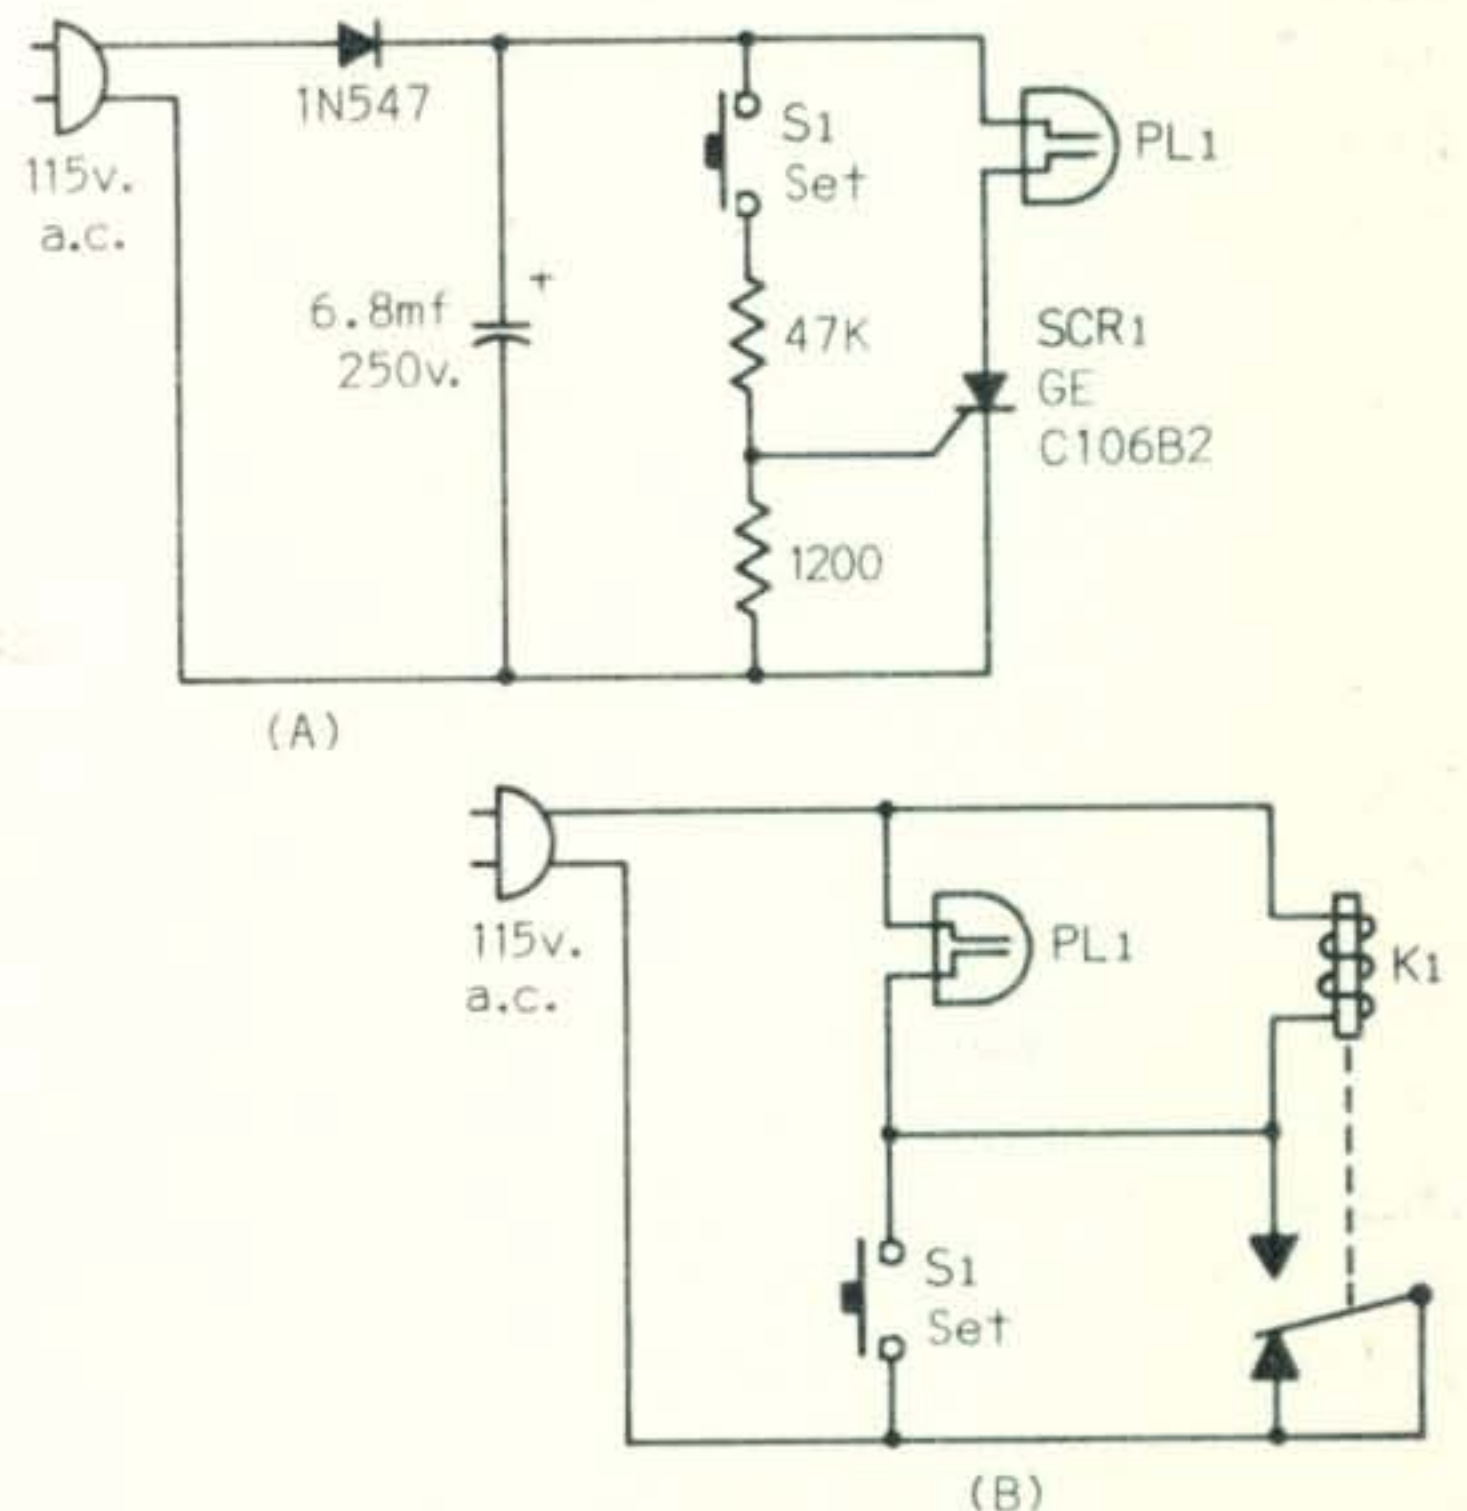 1N547
115v.
a.c.
S1
Set
PL1
6.8mf
250v.
+
47K
SCR1
GE
C106B2
1200
(A)
115v.
a.c.
PL1
K1
S1
Set
(B)